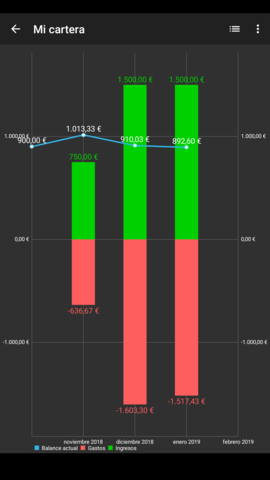 Mi cartera
1.500,00 € 1.500,00 €
1.013,33 €
1.000,00 € 1.000,00 €
900,00 € 910,03 € 892,60 €
750,00 €
0,00 € 0,00 €
-636,67 €
-1.000,00 € -1.000,00 €
-1.517,43 €
-1.603,30 €
noviembre 2018 diciembre 2018 enero 2019 febrero 2019
Balance actual Gastos Ingresos